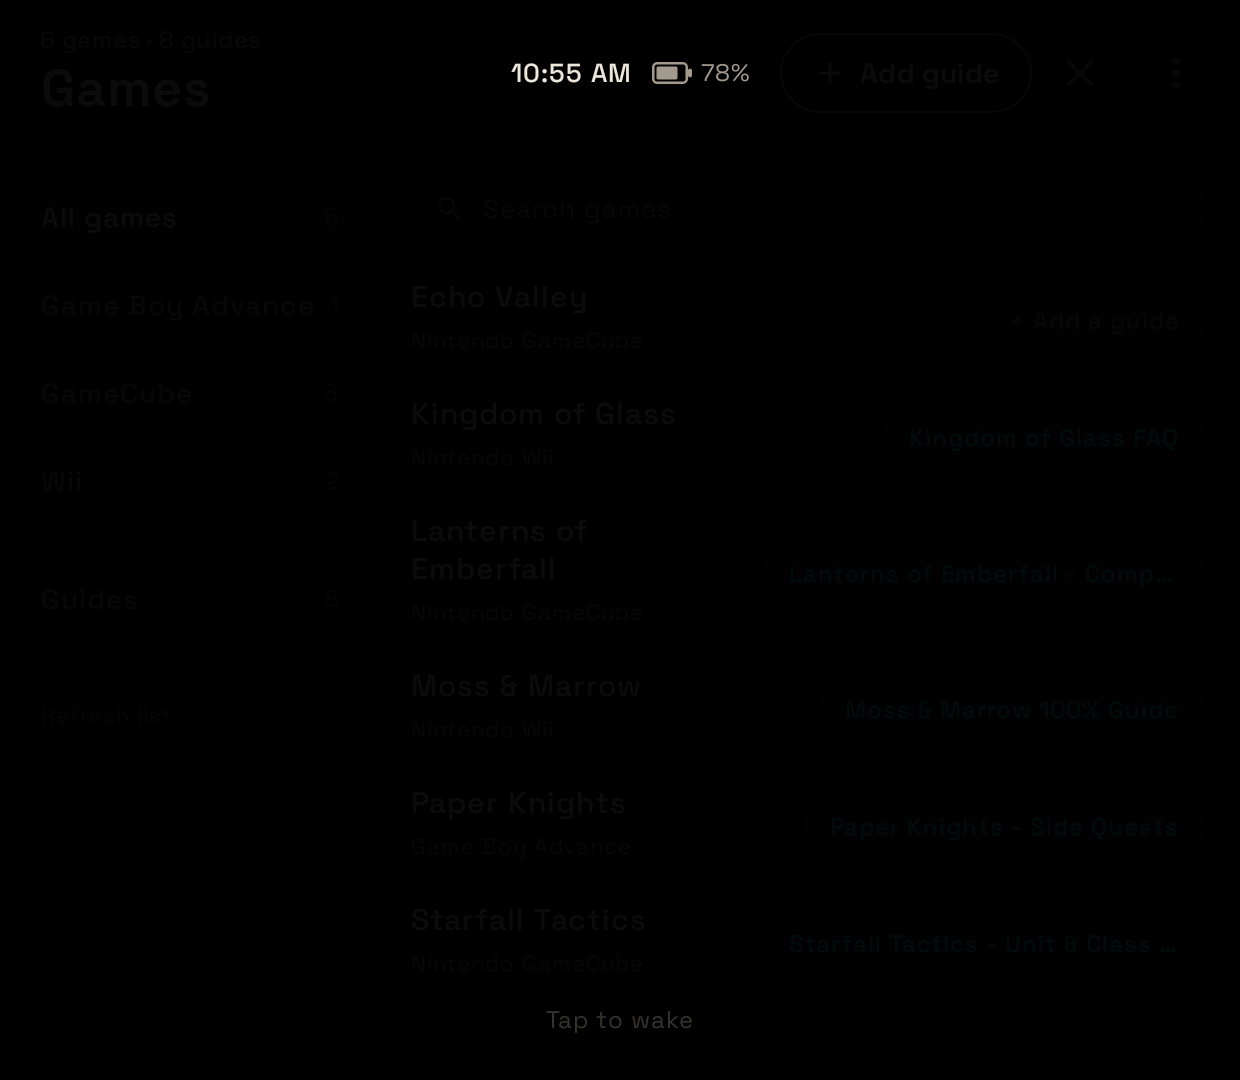 6 games · 8 guides
Games
10:55 AM 78%
+ Add guide
All games 6
Game Boy Advance 1
GameCube 3
Wii 2
Guides 8
Refresh list
Search games
Echo Valley
Nintendo GameCube
+ Add a guide
Kingdom of Glass
Nintendo Wii
Kingdom of Glass FAQ
Lanterns of
Emberfall
Nintendo GameCube
Lanterns of Emberfall - Comp…
Moss & Marrow
Nintendo Wii
Moss & Marrow 100% Guide
Paper Knights
Game Boy Advance
Paper Knights - Side Quests
Starfall Tactics
Nintendo GameCube
Starfall Tactics - Unit & Class …
Tap to wake